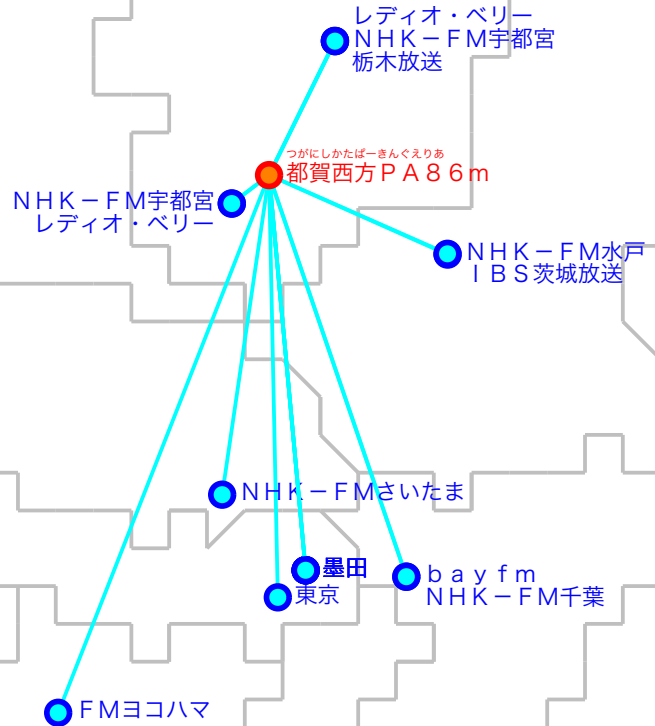 レディオ・ベリー
NHK-FM宇都宮
栃木放送
つがにしかたぱーきんぐえりあ
都賀西方PA86m
NHK-FM宇都宮
レディオ・ベリー
NHK-FM水戸
IBS茨城放送
NHK-FMさいたま
墨田
東京
bayfm
NHK-FM千葉
FMヨコハマ